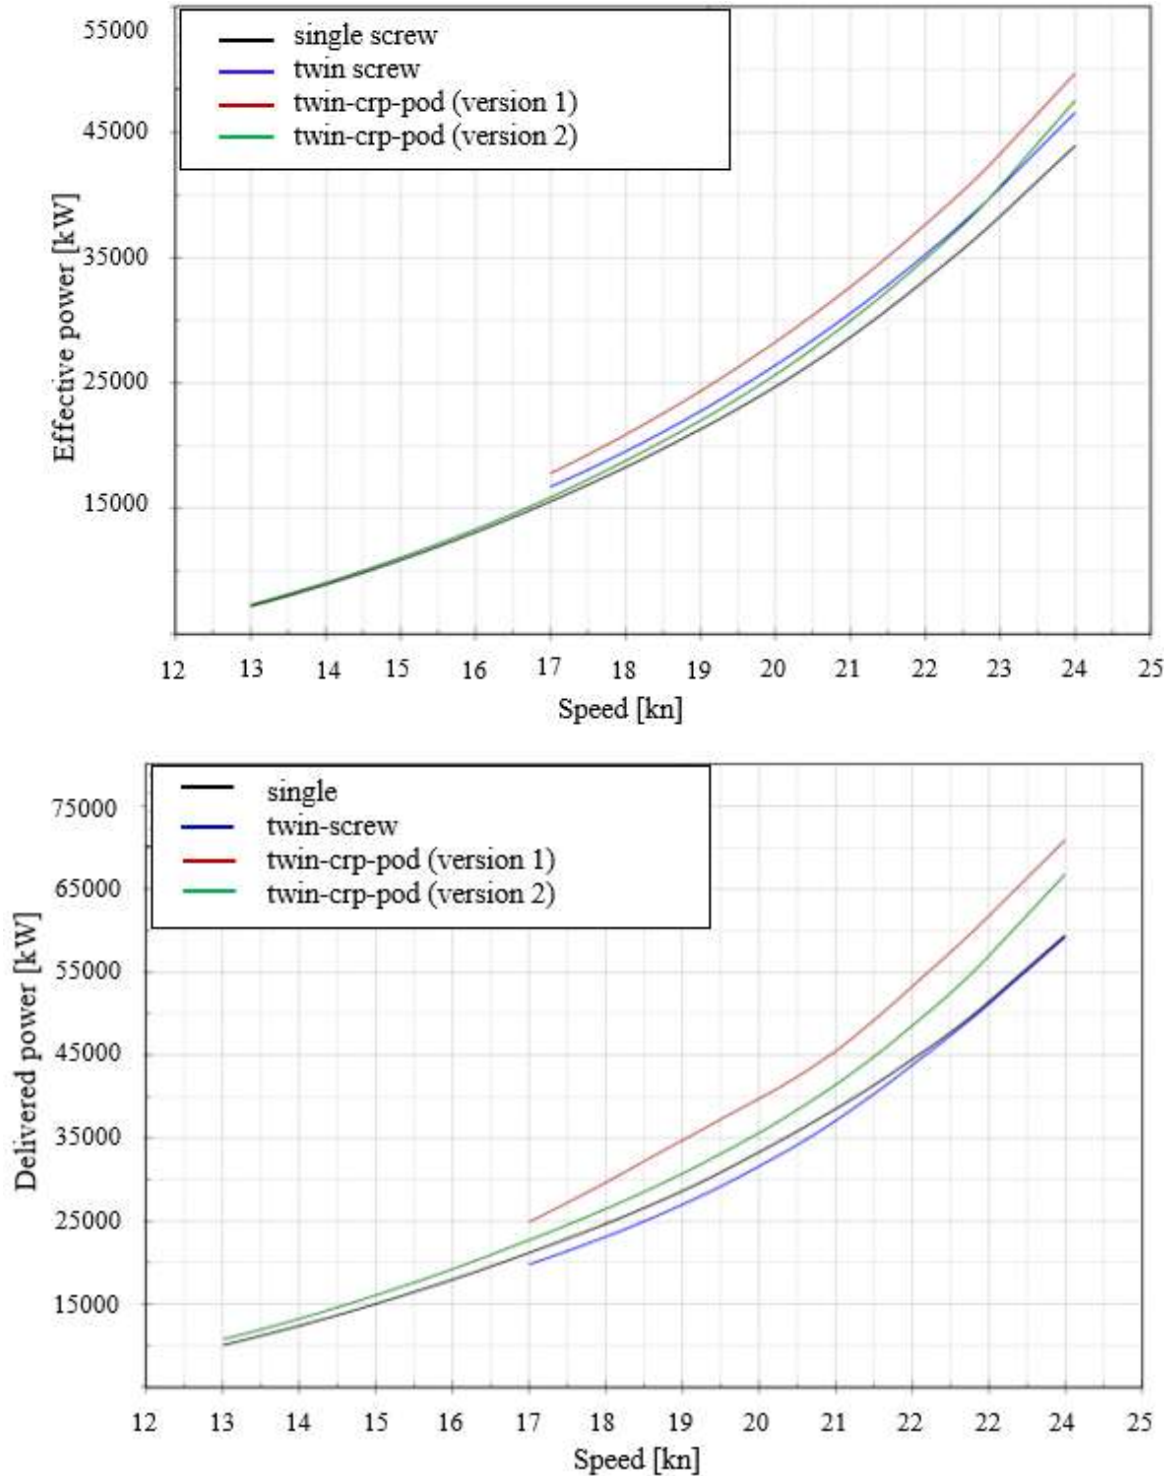 55000
45000
35000
25000
15000
Effective power [kW]
single screw
twin screw
twin-crp-pod (version 1)
twin-crp-pod (version 2)
12 13 14 15 16 17 18 19 20 21 22 23 24 25
Speed [kn]
75000
65000
55000
45000
35000
25000
15000
Delivered power [kW]
single
twin-screw
twin-crp-pod (version 1)
twin-crp-pod (version 2)
12 13 14 15 16 17 18 19 20 21 22 22 24 25
Speed [kn]